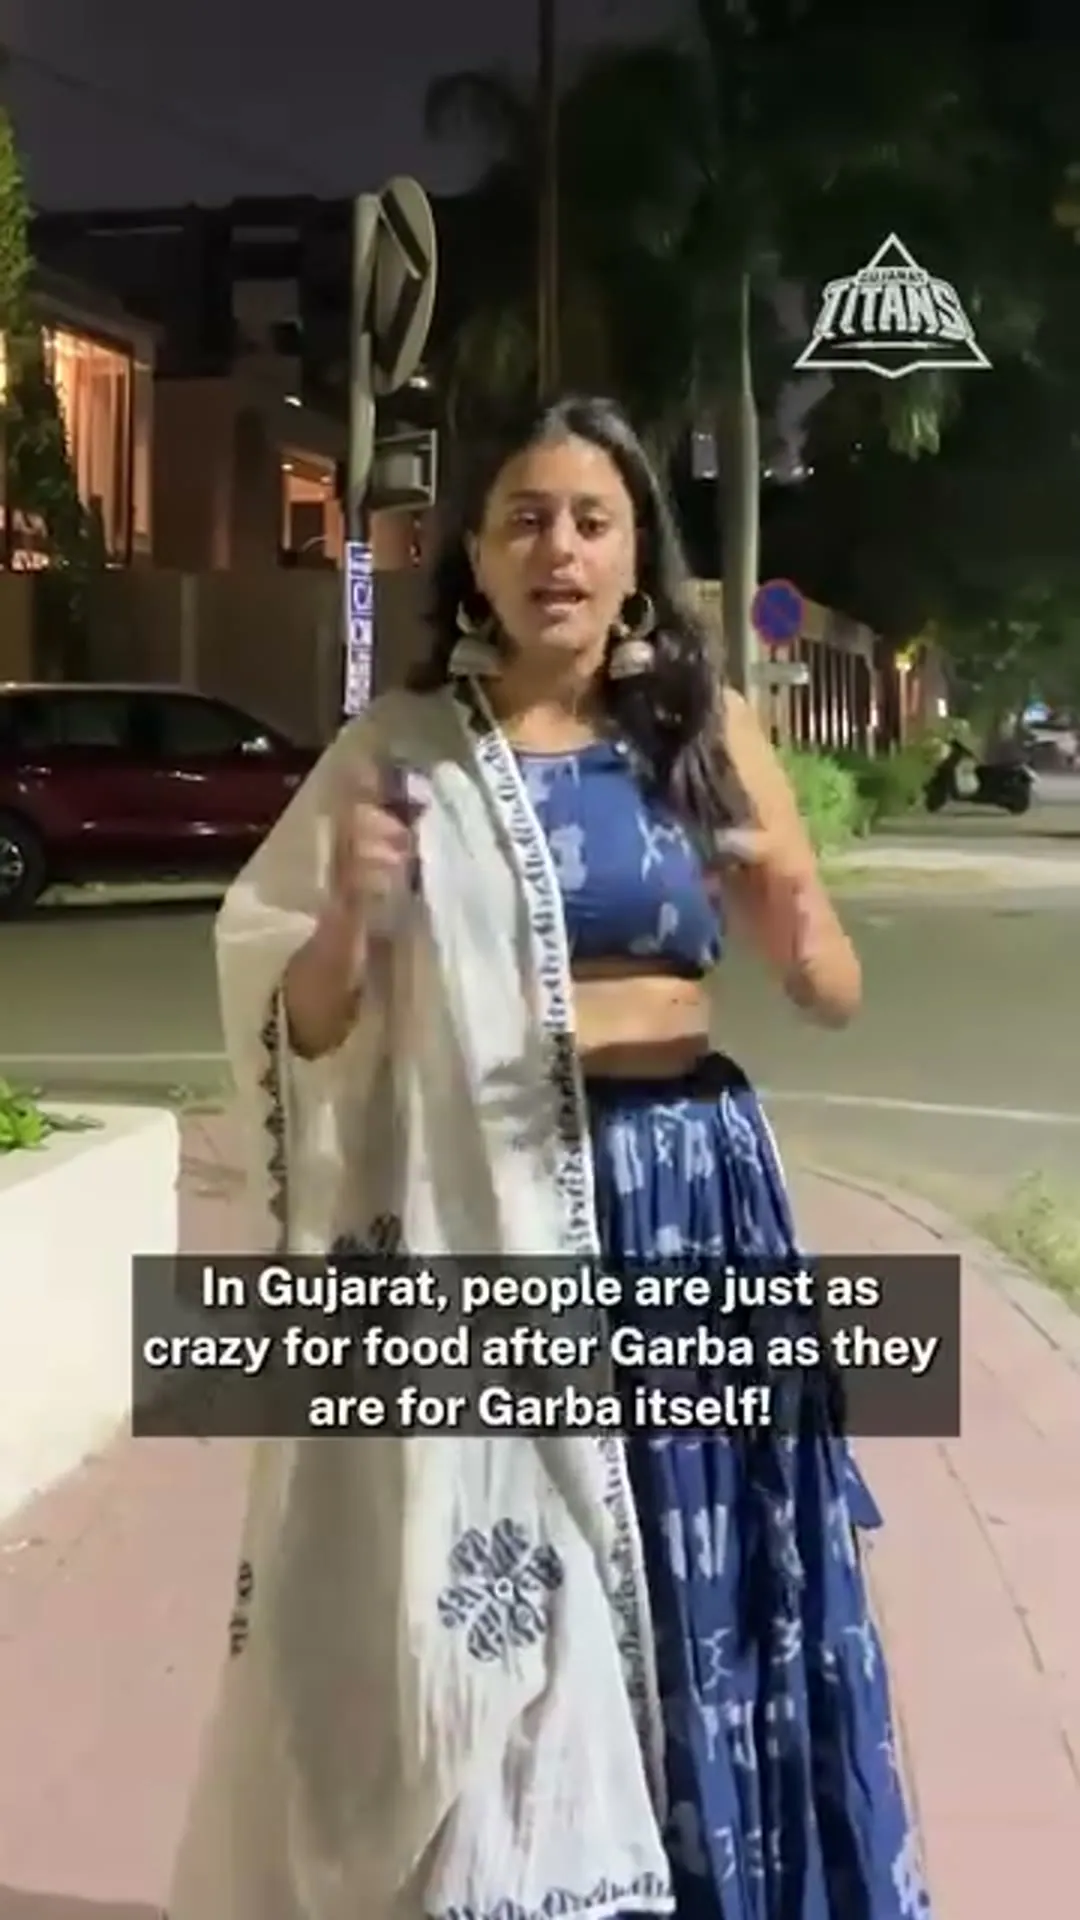 GUJARAT
TITANS
In Gujarat, people are just as
crazy for food after Garba as they
are for Garba itself!